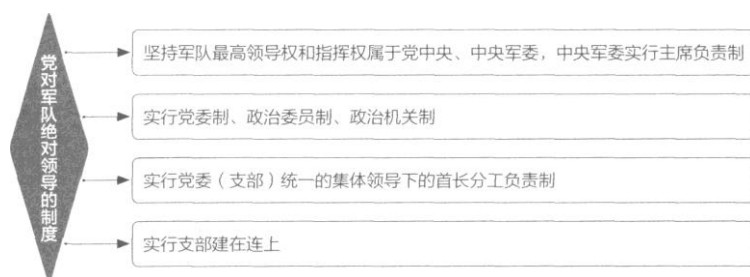 党对军队绝对领导的制度
坚持军队最高领导权和指挥权属于党中央、中央军委，中央军委实行主席负责制
实行党委制、政治委员制、政治机关制
实行党委（支部）统一的集体领导下的首长分工负责制
实行支部建在连上